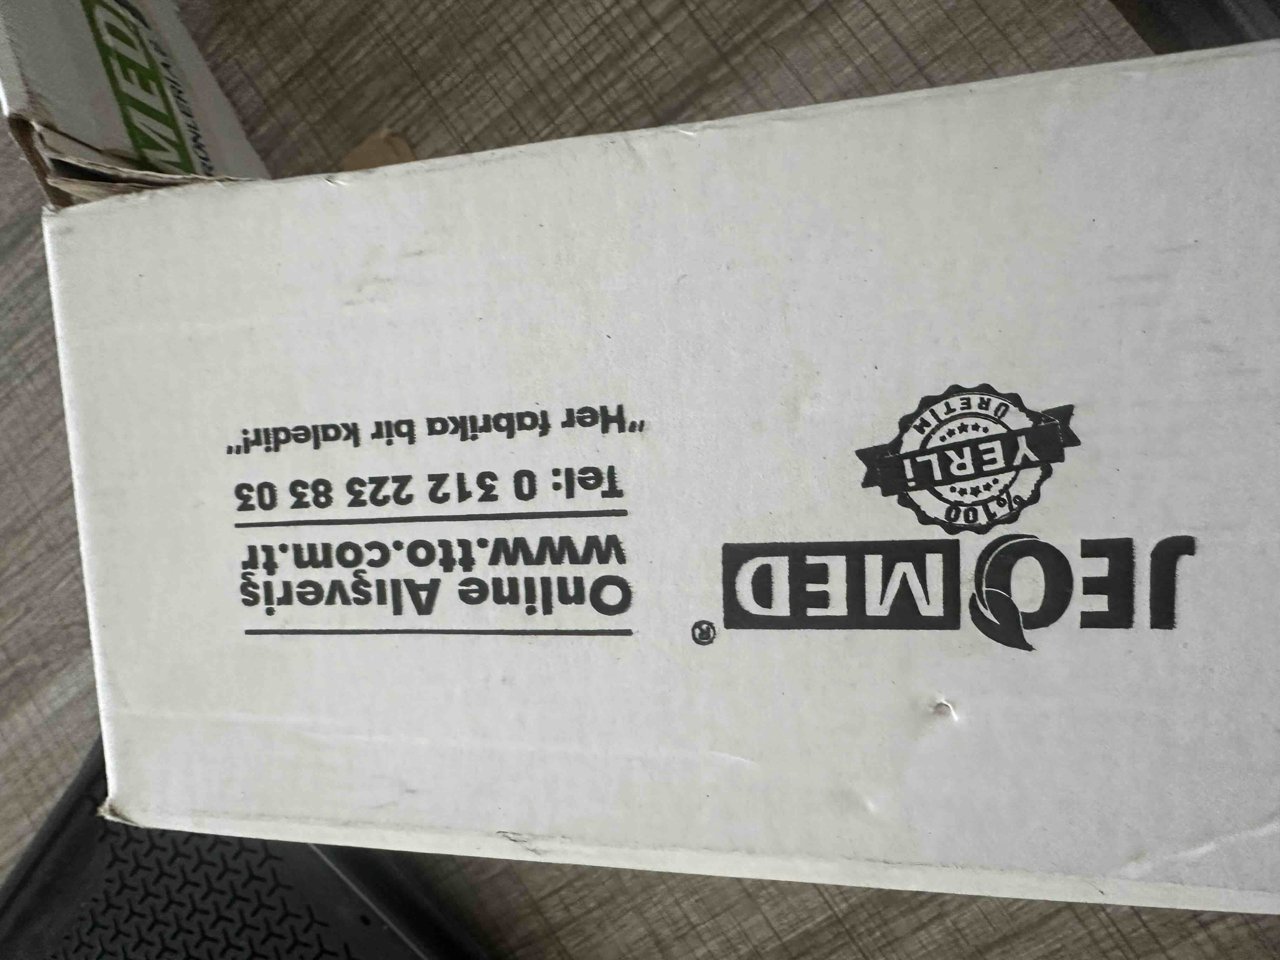 JEOMED®
%100
YERLİ
ÜRETİM
Online Alışveriş
www.tto.com.tr
Tel: 0 312 223 83 03
"Her fabrika bir kaledir!"
MED